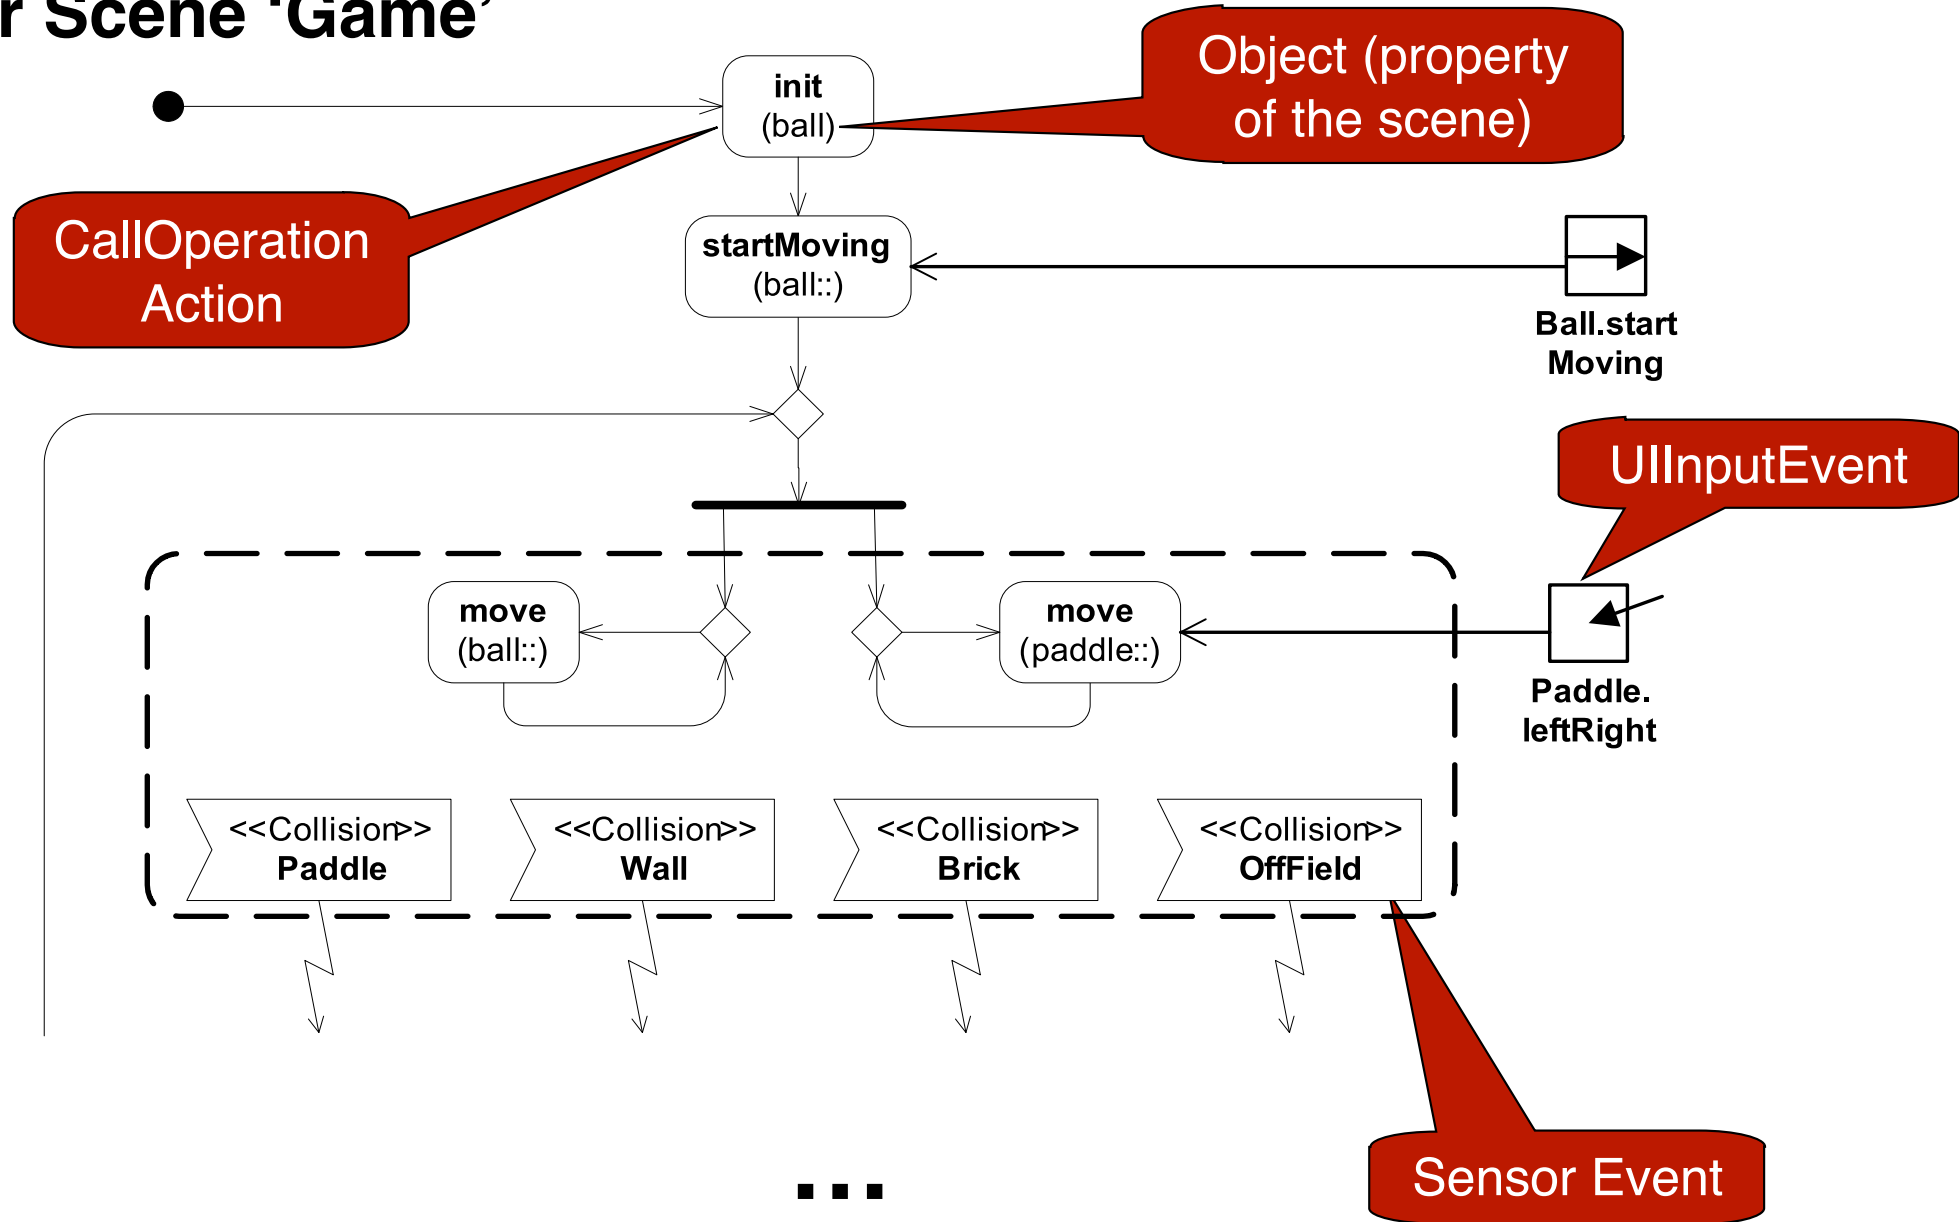 r Scene ‘Game’
init
(ball)
Object (property
of the scene)
CallOperation
Action
startMoving
(ball::)
Ball.start
Moving
UIInputEvent
move
(ball::)
move
(paddle::)
Paddle.
leftRight
<<Collision>>
Paddle
<<Collision>>
Wall
<<Collision>>
Brick
<<Collision>>
OffField
...
Sensor Event